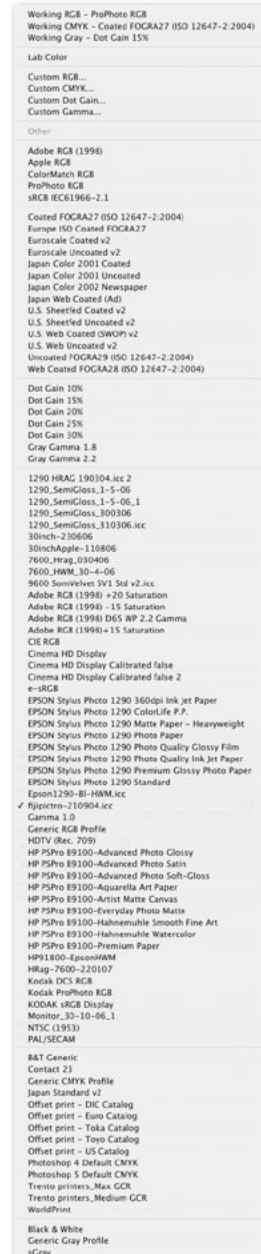 Working RGB – ProPhoto RGB
Working CMYK – Coated FOGRA27 (ISO 12647-2:2004)
Working Gray – Dot Gain 15%
Lab Color
Custom RGB...
Custom CMYK...
Custom Dot Gain...
Custom Gamma...
Other
Adobe RGB (1998)
Apple RGB
ColorMatch RGB
ProPhoto RGB
sRGB IEC61966-2.1
Coated FOGRA27 (ISO 12647-2:2004)
Europe ISO Coated FOGRA27
Euroscale Coated v2
Euroscale Uncoated v2
Japan Color 2001 Coated
Japan Color 2001 Uncoated
Japan Color 2002 Newspaper
Japan Web Coated (Ad)
U.S. Sheetfed Coated v2
U.S. Sheetfed Uncoated v2
U.S. Web Coated (SWOP) v2
U.S. Web Uncoated v2
Uncoated FOGRA29 (ISO 12647-2:2004)
Web Coated FOGRA28 (ISO 12647-2:2004)
Dot Gain 10%
Dot Gain 15%
Dot Gain 20%
Dot Gain 25%
Dot Gain 30%
Gray Gamma 1.8
Gray Gamma 2.2
1290 HRAG 190304.icc 2
1290_SemiGloss_1-5-06
1290_SemiGloss_1-5-06_1
1290_SemiGloss_300306
1290_SemiGloss_310306.icc
30inch-230606
30inchApple-110806
7600_Hrag_030406
7600_HWM_30-4-06
9600 SomVelvet SV1 Std v2.icc
Adobe RGB (1998) +20 Saturation
Adobe RGB (1998) -15 Saturation
Adobe RGB (1998) D65 WP 2.2 Gamma
Adobe RGB (1998)+15 Saturation
CIE RGB
Cinema HD Display
Cinema HD Display Calibrated false
Cinema HD Display Calibrated false 2
e-sRGB
EPSON Stylus Photo 1290 360dpi Ink Jet Paper
EPSON Stylus Photo 1290 ColorLife P.P.
EPSON Stylus Photo 1290 Matte Paper – Heavyweight
EPSON Stylus Photo 1290 Photo Paper
EPSON Stylus Photo 1290 Photo Quality Glossy Film
EPSON Stylus Photo 1290 Photo Quality Ink Jet Paper
EPSON Stylus Photo 1290 Premium Glossy Photo Paper
EPSON Stylus Photo 1290 Standard
Epson1290-BI-HWM.icc
✓ fijipictro-210904.icc
Gamma 1.0
Generic RGB Profile
HDTV (Rec. 709)
HP PSPro B9100-Advanced Photo Glossy
HP PSPro B9100-Advanced Photo Satin
HP PSPro B9100-Advanced Photo Soft-Gloss
HP PSPro B9100-Aquarella Art Paper
HP PSPro B9100-Artist Matte Canvas
HP PSPro B9100-Everyday Photo Matte
HP PSPro B9100-Hahnemuhle Smooth Fine Art
HP PSPro B9100-Hahnemuhle Watercolor
HP PSPro B9100-Premium Paper
HP91800-EpsonHWM
HRag-7600-220107
Kodak DCS RGB
Kodak ProPhoto RGB
KODAK sRGB Display
Monitor_30-10-06_1
NTSC (1953)
PAL/SECAM
B&T Generic
Contact 23
Generic CMYK Profile
Japan Standard v2
Offset print – DIC Catalog
Offset print – Euro Catalog
Offset print – Toka Catalog
Offset print – Toyo Catalog
Offset print – US Catalog
Photoshop 4 Default CMYK
Photoshop 5 Default CMYK
Trento printers_Max GCR
Trento printers_Medium GCR
WorldPrint
Black & White
Generic Gray Profile
sGray